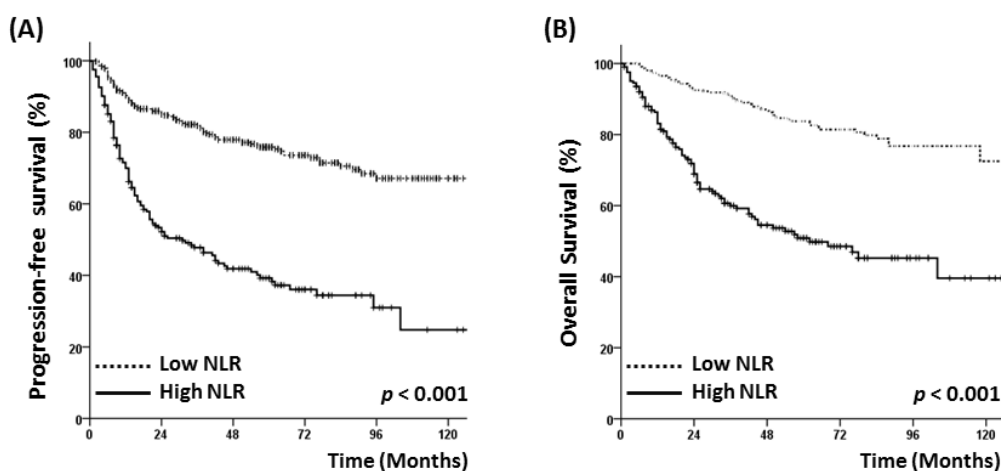 (A)
Progression-free survival (%)
100
80
60
40
20
0
Low NLR
High NLR
p < 0.001
0 24 48 72 96 120
Time (Months)
(B)
Overall Survival (%)
100
80
60
40
20
0
Low NLR
High NLR
p < 0.001
0 24 48 72 96 120
Time (Months)